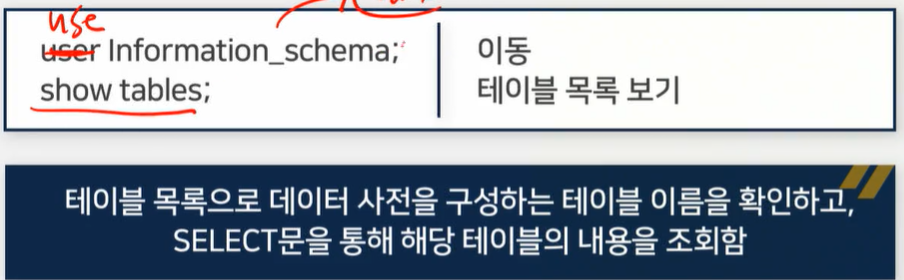 use
user Information_schema;
이동
show tables;
테이블 목록 보기
테이블 목록으로 데이터 사전을 구성하는 테이블 이름을 확인하고,
SELECT문을 통해 해당 테이블의 내용을 조회함